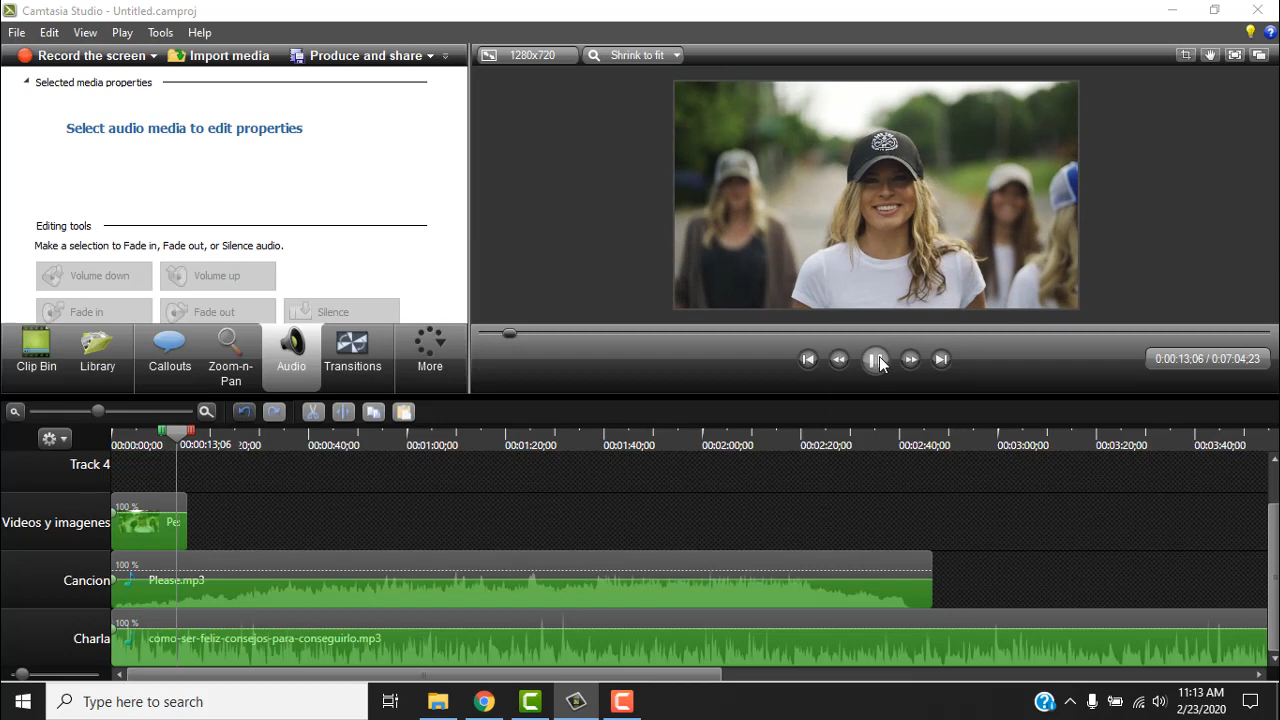 Camtasia Studio - Untitled.camproj
File Edit View Play Tools Help
Record the screen Import media Produce and share
1280x720 Shrink to fit
Selected media properties
Select audio media to edit properties
Editing tools
Make a selection to Fade in, Fade out, or Silence audio.
Volume down Volume up
Fade in Fade out Silence
Clip Bin Library Callouts Zoom-n-Pan Audio Transitions More
0:00:13;06 / 0:07:04;23
00:00:00;00 00:00:13;06 20;00 00:00:40;00 00:01:00;00 00:01:20;00 00:01:40;00 00:02:00;00 00:02:20;00 00:02:40;00 00:03:00;00 00:03:20;00 00:03:40;00
Track 4
Videos y imagenes 100 % Pe
Cancion 100 % Please.mp3
Charla 100 % como-ser-feliz-consejos-para-conseguirlo.mp3
Type here to search
11:13 AM
2/23/2020